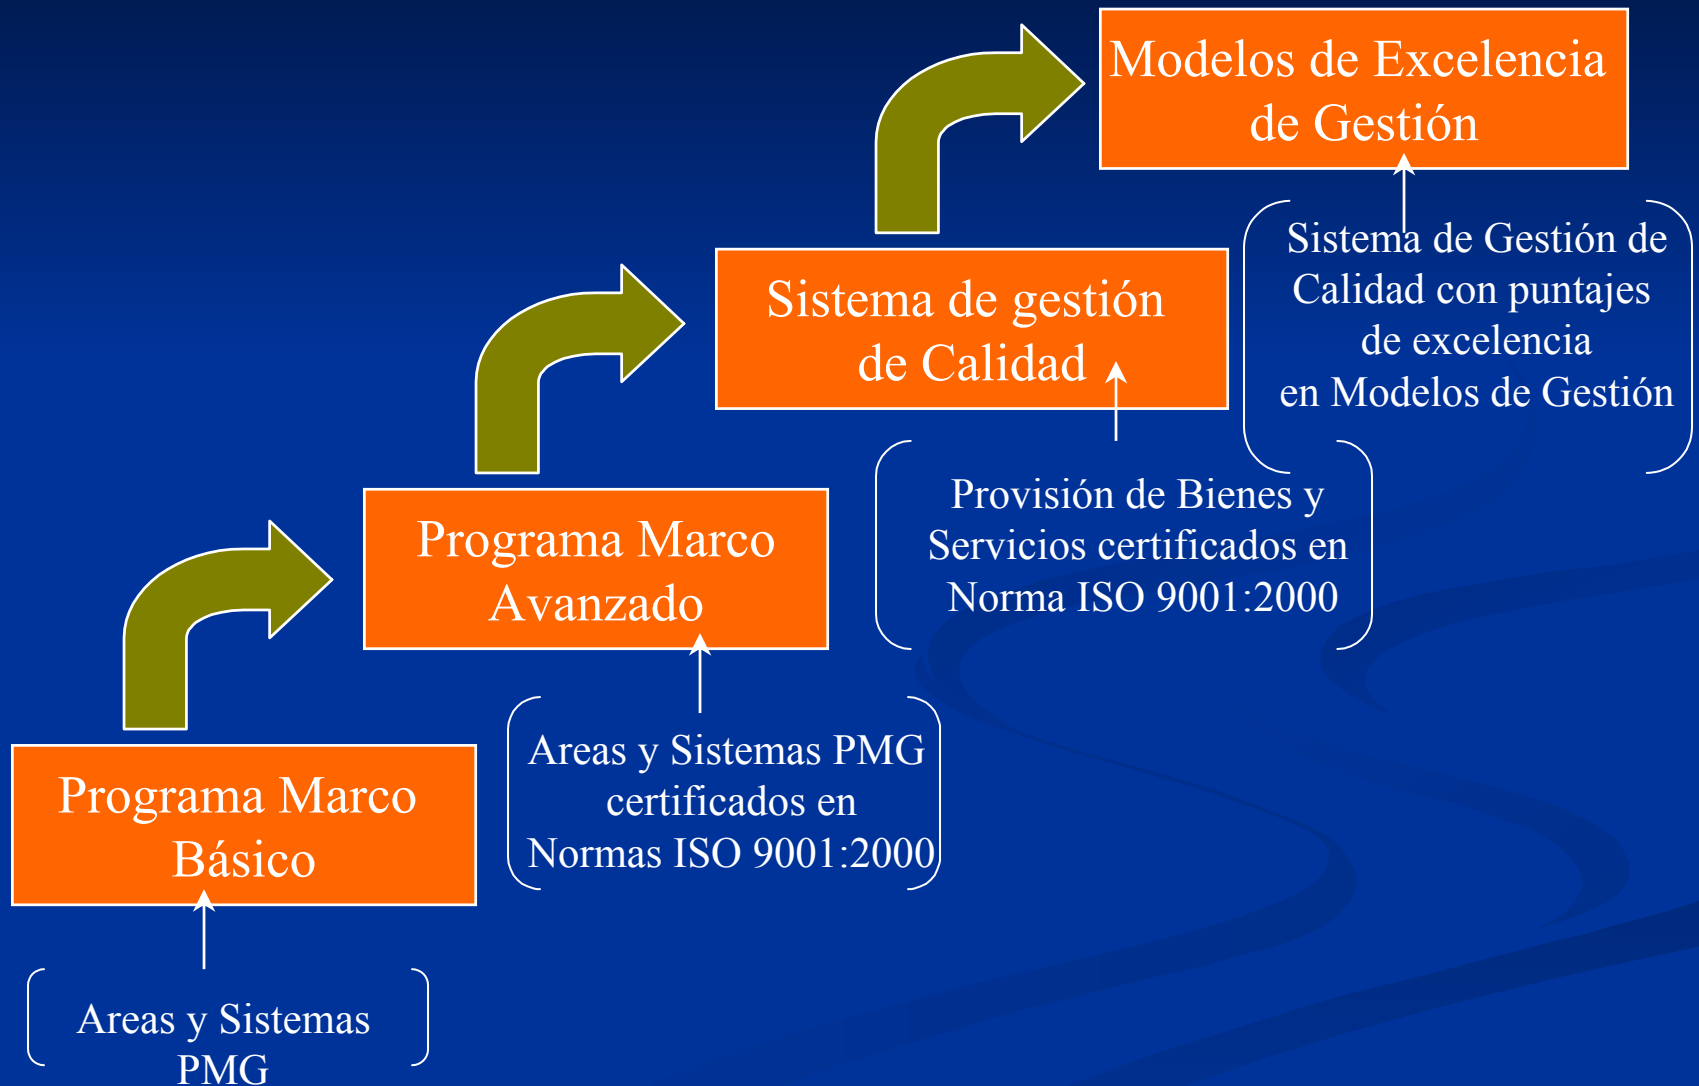 Modelos de Excelencia
de Gestión
Sistema de Gestión de
Calidad con puntajes
de excelencia
en Modelos de Gestión
Sistema de gestión
de Calidad
Provisión de Bienes y
Servicios certificados en
Norma ISO 9001:2000
Programa Marco
Avanzado
Areas y Sistemas PMG
certificados en
Normas ISO 9001:2000
Programa Marco
Básico
Areas y Sistemas
PMG